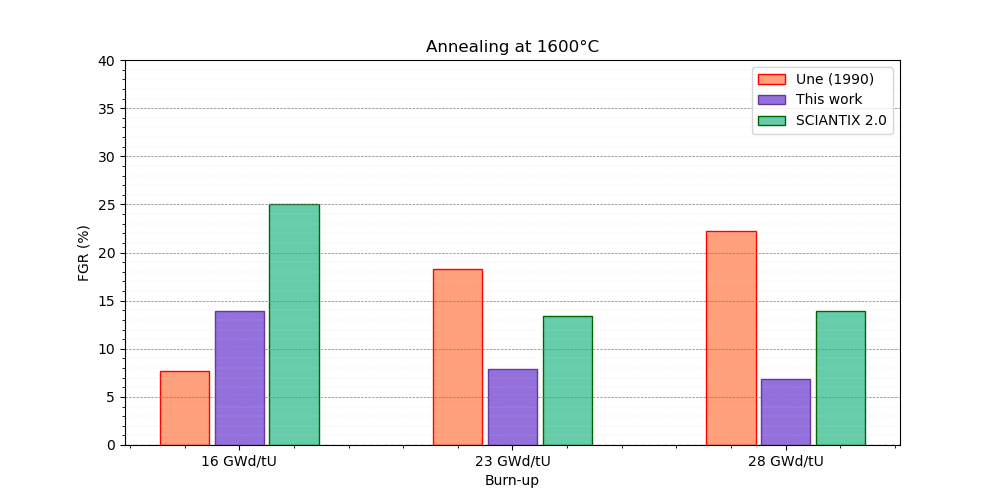 Annealing at 1600°C
Une (1990)
This work
SCIANTIX 2.0
FGR (%)
40
35
30
25
20
15
10
5
0
16 GWd/tU
23 GWd/tU
28 GWd/tU
Burn-up